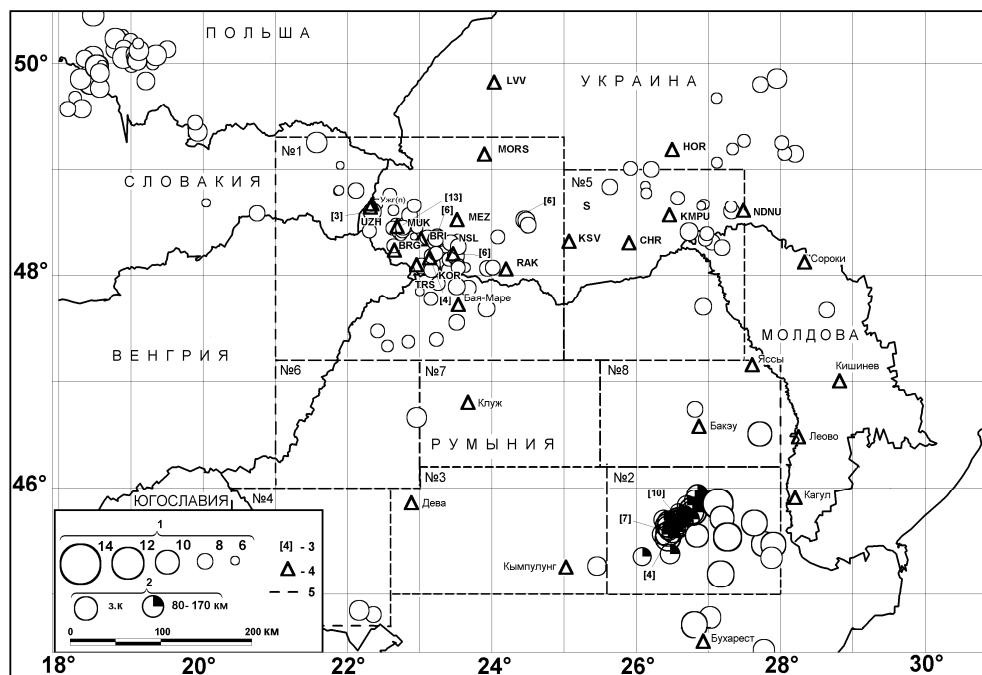 ПОЛЬША
50°
LVV
УКРАИНА
№1
MORS
HOR
СЛОВАКИЯ
№5
S
Ужг(п)
[13]
[3]
[6]
[6]
UZH
MUK
MEZ
KMPU
NDNU
BRI
NSL
BRG
[6]
KSV
CHR
48°
KOR
RAK
Сороки
TRS
[4]
Бая-Маре
МОЛДОВА
ВЕНГРИЯ
№6
№7
№8
Яссы
Кишинев
Клуж
РУМЫНИЯ
Бакэу
Леово
46°
ЮГОСЛАВИЯ
№4
№3
№2
Дева
[10]
Кагул
[7]
Кымпулунг
[4]
1
14
12
10
8
6
[4] - 3
- 4
2
з.к
80- 170 км
- 5
0
100
200 км
Бухарест
18°
20°
22°
24°
26°
28°
30°